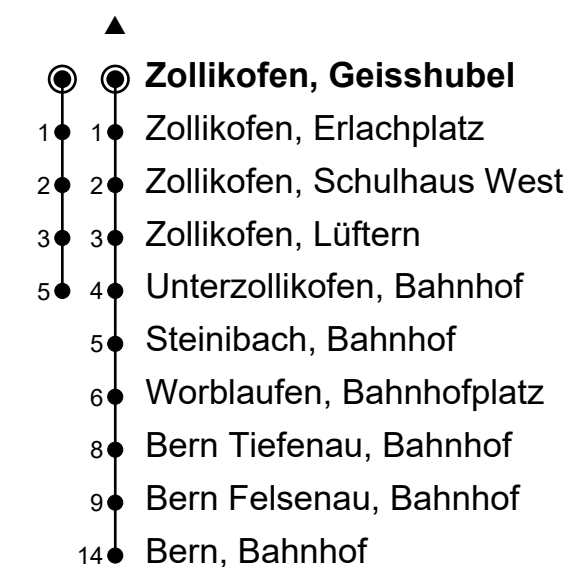 Zollikofen, Geisshubel
1 1 Zollikofen, Erlachplatz
2 2 Zollikofen, Schulhaus West
3 3 Zollikofen, Lüftern
5 4 Unterzollikofen, Bahnhof
5 Steinibach, Bahnhof
6 Worblaufen, Bahnhofplatz
8 Bern Tiefenau, Bahnhof
9 Bern Felsenau, Bahnhof
14 Bern, Bahnhof